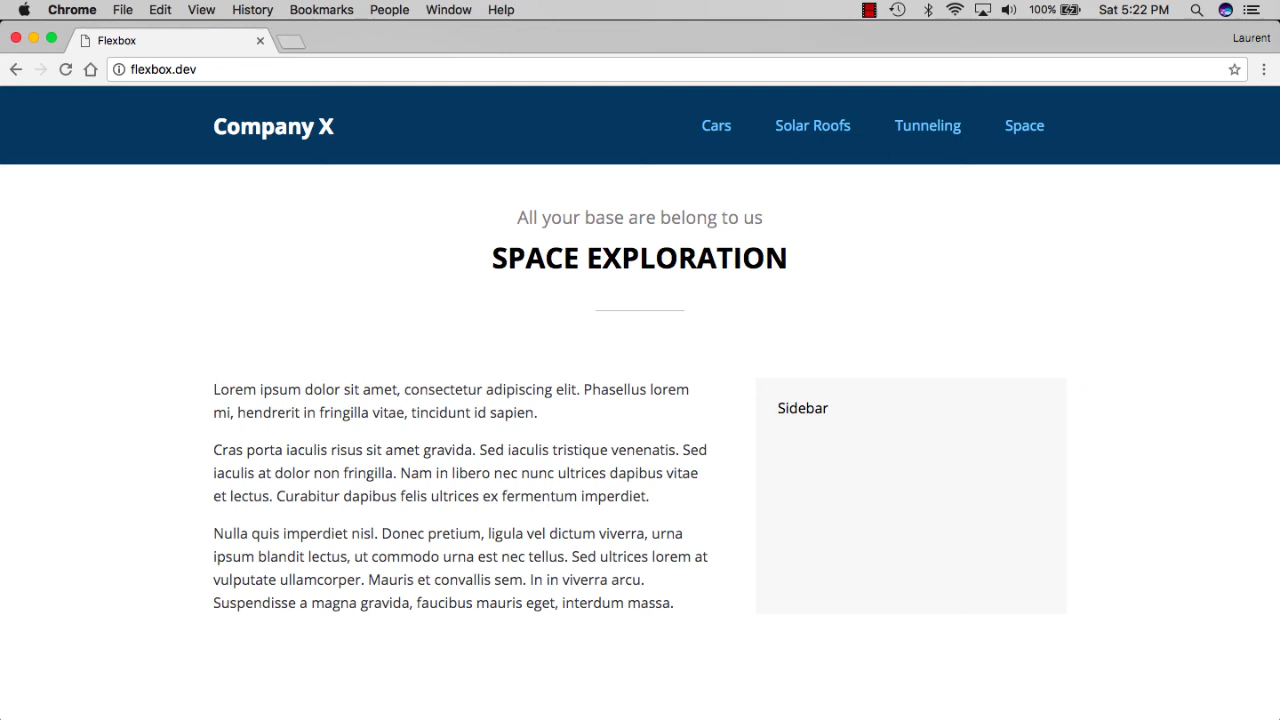 Chrome File Edit View History Bookmarks People Window Help 100% Sat 5:22 PM
Flexbox Laurent
flexbox.dev
Company X Cars Solar Roofs Tunneling Space
All your base are belong to us
SPACE EXPLORATION
Lorem ipsum dolor sit amet, consectetur adipiscing elit. Phasellus lorem
mi, hendrerit in fringilla vitae, tincidunt id sapien.
Cras porta iaculis risus sit amet gravida. Sed iaculis tristique venenatis. Sed
iaculis at dolor non fringilla. Nam in libero nec nunc ultrices dapibus vitae
et lectus. Curabitur dapibus felis ultrices ex fermentum imperdiet.
Nulla quis imperdiet nisl. Donec pretium, ligula vel dictum viverra, urna
ipsum blandit lectus, ut commodo urna est nec tellus. Sed ultrices lorem at
vulputate ullamcorper. Mauris et convallis sem. In in viverra arcu.
Suspendisse a magna gravida, faucibus mauris eget, interdum massa.
Sidebar